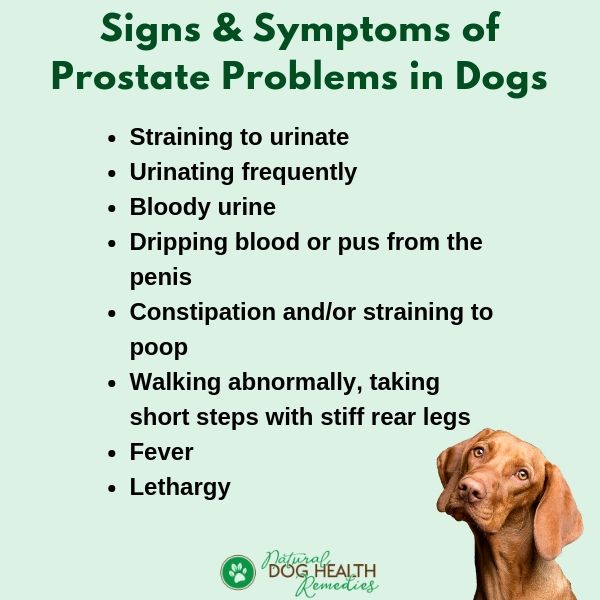 Signs & Symptoms of
Prostate Problems in Dogs
• Straining to urinate
• Urinating frequently
• Bloody urine
• Dripping blood or pus from the
penis
• Constipation and/or straining to
poop
• Walking abnormally, taking
short steps with stiff rear legs
• Fever
• Lethargy
Natural
DOG HEALTH
Remedies